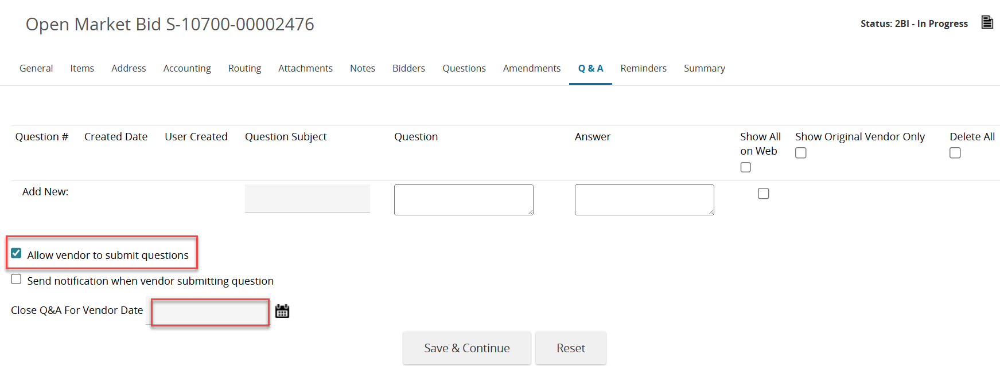 Open Market Bid S-10700-00002476
Status: 2BI - In Progress
General Items Address Accounting Routing Attachments Notes Bidders Questions Amendments Q & A Reminders Summary
Question # Created Date User Created Question Subject Question Answer Show All on Web Show Original Vendor Only Delete All
Add New:
Allow vendor to submit questions
Send notification when vendor submitting question
Close Q&A For Vendor Date
Save & Continue Reset